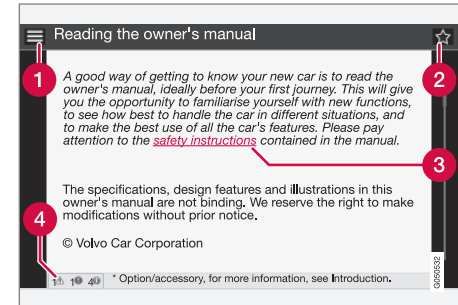 Reading the owner's manual
1
2
A good way of getting to know your new car is to read the
owner's manual, ideally before your first journey. This will give
you the opportunity to familiarise yourself with new functions,
to see how best to handle the car in different situations, and
to make the best use of all the car's features. Please pay
attention to the safety instructions contained in the manual.
3
The specifications, design features and illustrations in this
owner's manual are not binding. We reserve the right to make
modifications without prior notice.
4
© Volvo Car Corporation
G050532
1 1 4 * Option/accessory, for more information, see Introduction.